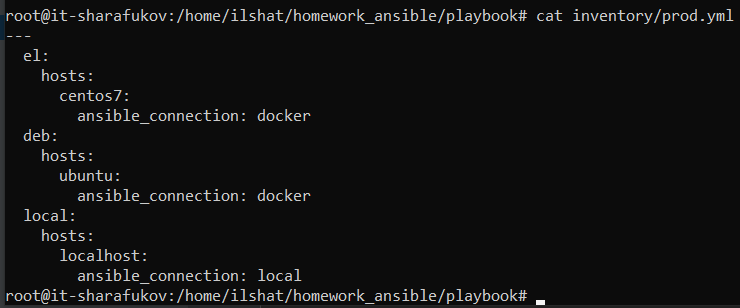 root@it-sharafukov:/home/ilshat/homework_ansible/playbook# cat inventory/prod.yml
---
  el:
    hosts:
      centos7:
        ansible_connection: docker
  deb:
    hosts:
      ubuntu:
        ansible_connection: docker
  local:
    hosts:
      localhost:
        ansible_connection: local
root@it-sharafukov:/home/ilshat/homework_ansible/playbook#